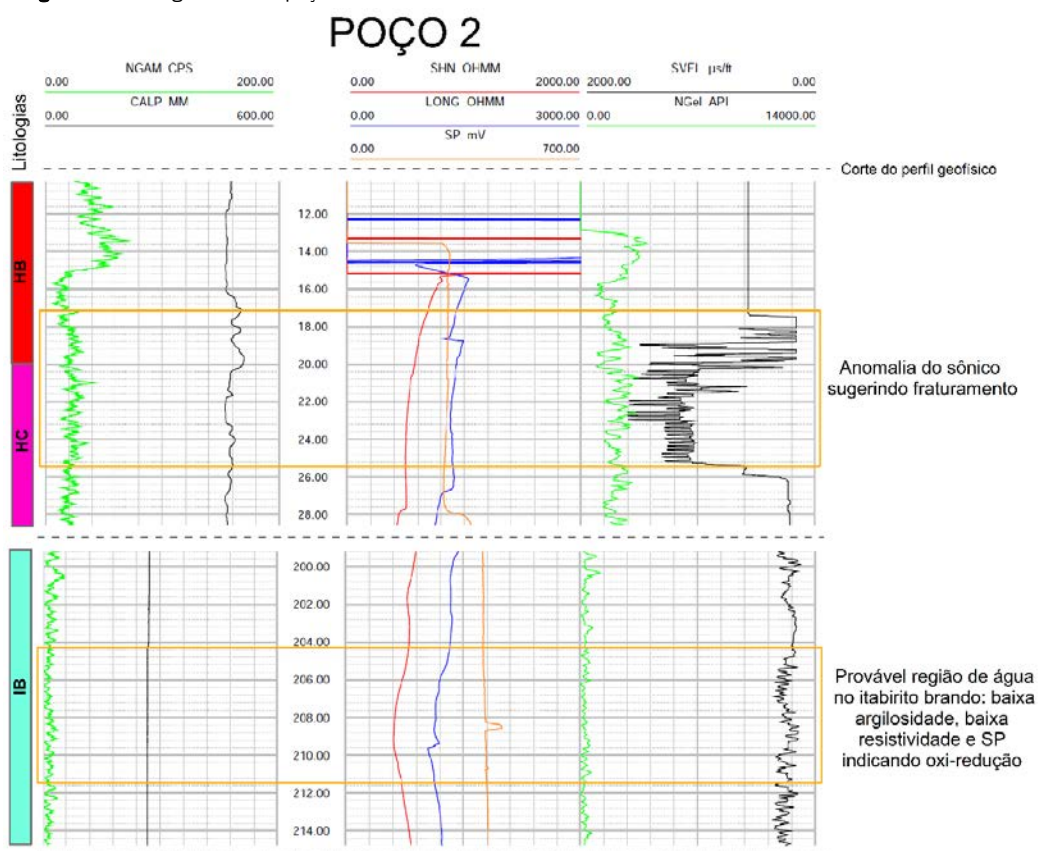 POÇO 2
NGAM CPS
0.00 200.00
CALP MM
0.00 600.00
SHN OHMM
0.00 2000.00
LONG OHMM
0.00 3000.00
SP mV
0.00 700.00
SVEL µs/ft
2000.00 0.00
NGel API
0.00 14000.00
Litologias
Corte do perfil geofísico
HB
HC
12.00
14.00
16.00
18.00
20.00
22.00
24.00
26.00
28.00
Anomalia do sônico
sugerindo fraturamento
IB
200.00
202.00
204.00
206.00
208.00
210.00
212.00
214.00
Provável região de água
no itabirito brando: baixa
argilosidade, baixa
resistividade e SP
indicando oxi-redução